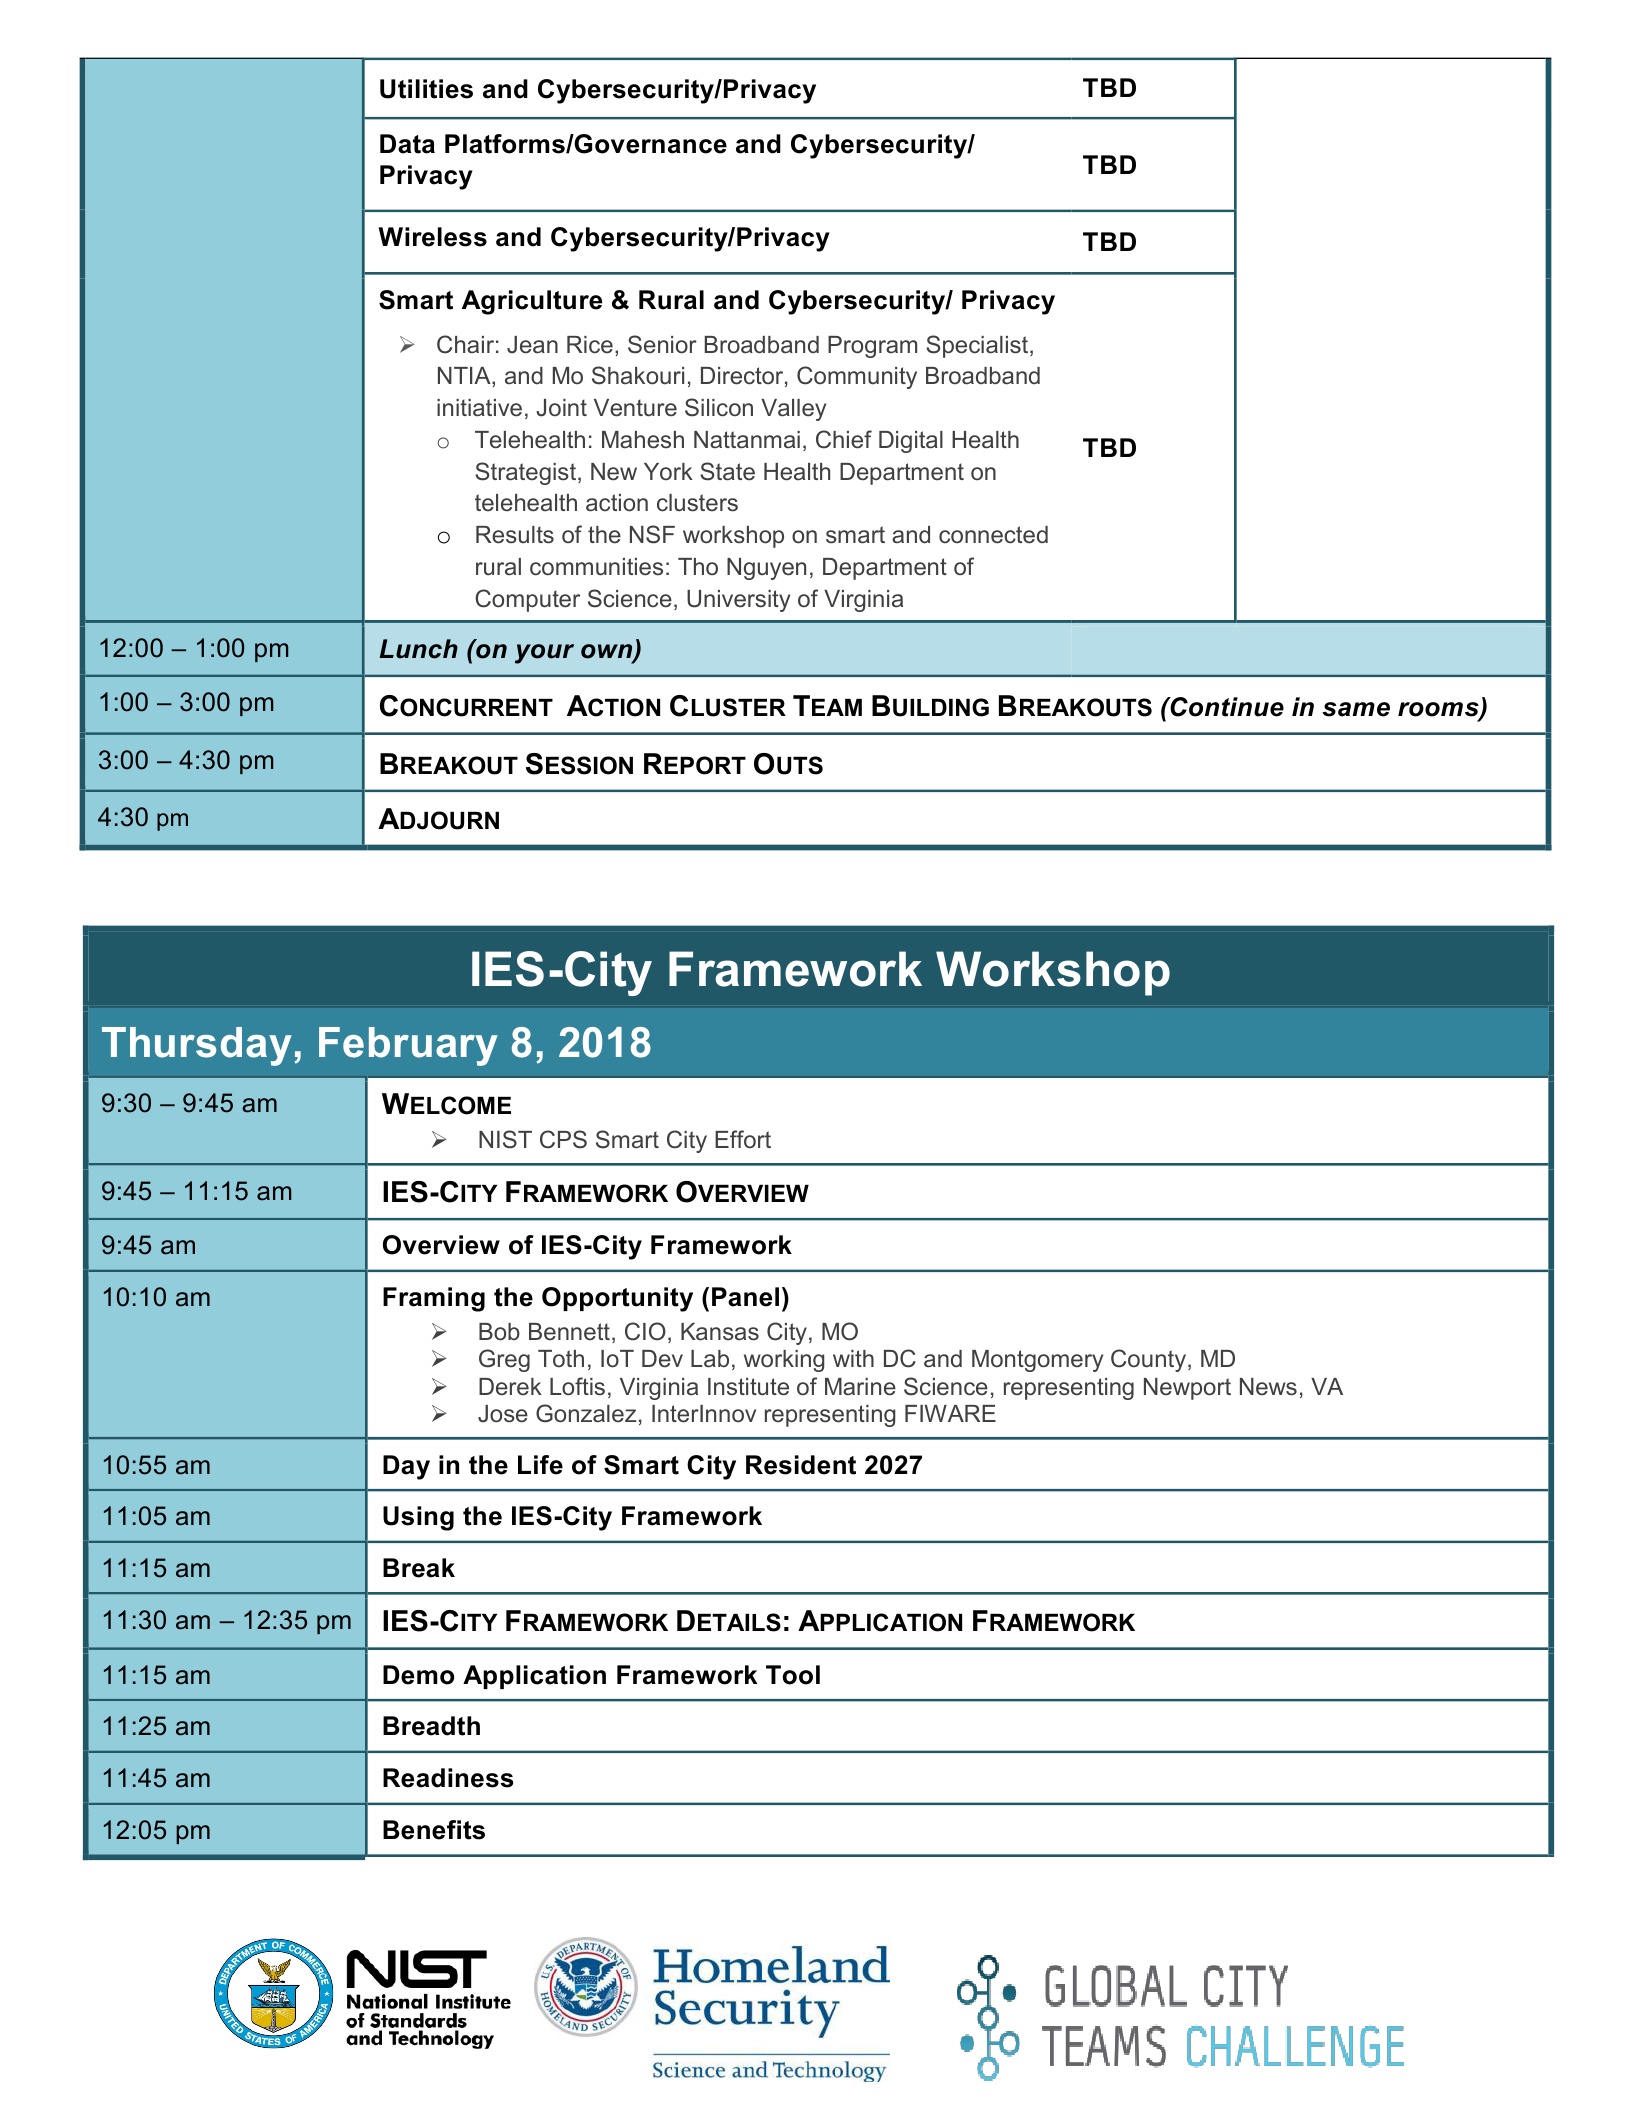 Utilities and Cybersecurity/Privacy TBD
Data Platforms/Governance and Cybersecurity/
Privacy
TBD
Wireless and Cybersecurity/Privacy TBD
Smart Agriculture & Rural and Cybersecurity/ Privacy
➢ Chair: Jean Rice, Senior Broadband Program Specialist,
NTIA, and Mo Shakouri, Director, Community Broadband
initiative, Joint Venture Silicon Valley
o Telehealth: Mahesh Nattanmai, Chief Digital Health
Strategist, New York State Health Department on
telehealth action clusters
o Results of the NSF workshop on smart and connected
rural communities: Tho Nguyen, Department of
Computer Science, University of Virginia
TBD
12:00 – 1:00 pm Lunch (on your own)
1:00 – 3:00 pm CONCURRENT ACTION CLUSTER TEAM BUILDING BREAKOUTS (Continue in same rooms)
3:00 – 4:30 pm BREAKOUT SESSION REPORT OUTS
4:30 pm ADJOURN
IES-City Framework Workshop
Thursday, February 8, 2018
9:30 – 9:45 am WELCOME
➢ NIST CPS Smart City Effort
9:45 – 11:15 am IES-CITY FRAMEWORK OVERVIEW
9:45 am Overview of IES-City Framework
10:10 am Framing the Opportunity (Panel)
➢ Bob Bennett, CIO, Kansas City, MO
➢ Greg Toth, IoT Dev Lab, working with DC and Montgomery County, MD
➢ Derek Loftis, Virginia Institute of Marine Science, representing Newport News, VA
➢ Jose Gonzalez, InterInnov representing FIWARE
10:55 am Day in the Life of Smart City Resident 2027
11:05 am Using the IES-City Framework
11:15 am Break
11:30 am – 12:35 pm IES-CITY FRAMEWORK DETAILS: APPLICATION FRAMEWORK
11:15 am Demo Application Framework Tool
11:25 am Breadth
11:45 am Readiness
12:05 pm Benefits
DEPARTMENT OF COMMERCE
UNITED STATES OF AMERICA
NIST
National Institute
of Standards
and Technology
U.S. DEPARTMENT OF
HOMELAND SECURITY
Homeland
Security
Science and Technology
GLOBAL CITY
TEAMS CHALLENGE